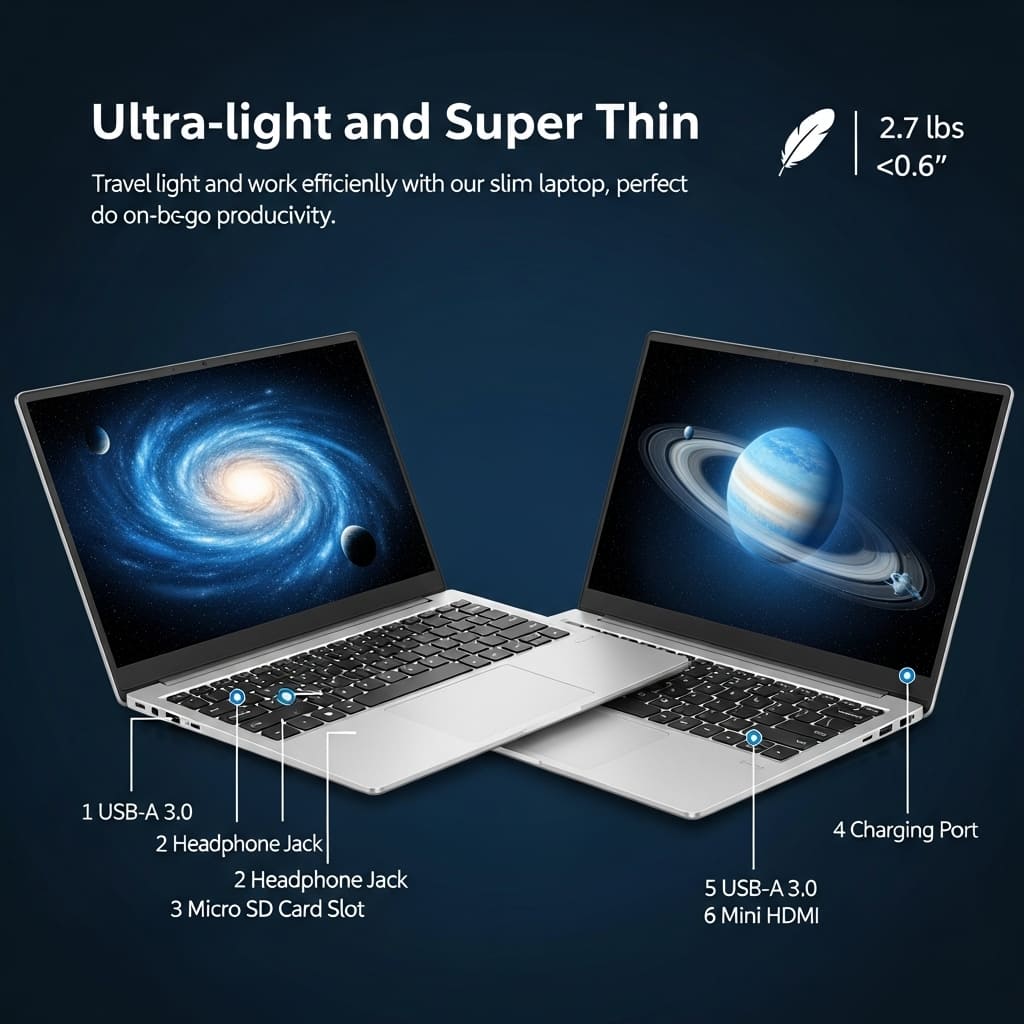 Ultra-light and Super Thin
2.7 lbs
<0.6″
Travel light and work efficienlly with our slim laptop, perfect
do on-bc-go producivity.
1 USB-A 3.0
2 Headphone Jack
2 Headphone Jack
3 Micro SD Card Slot
4 Charging Port
5 USB-A 3.0
6 Mini HDMI